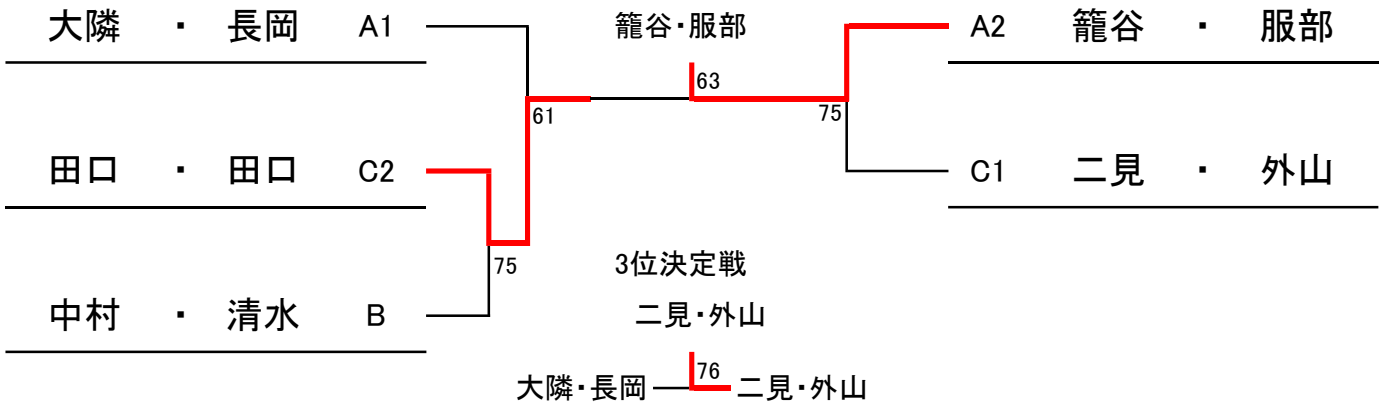 大隣 ・ 長岡 A1
籠谷・服部
A2 籠谷 ・ 服部
63
61
75
田口 ・ 田口 C2
C1 二見 ・ 外山
75
3位決定戦
中村 ・ 清水 B
二見・外山
76
大隣・長岡
二見・外山